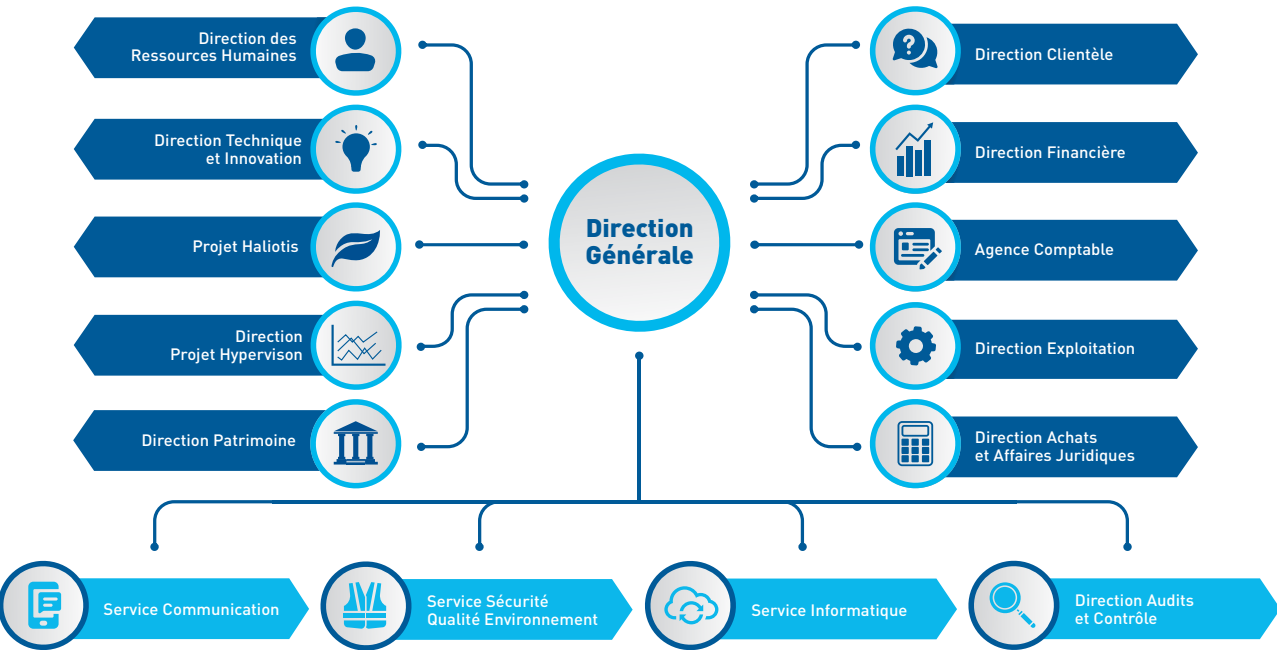 Direction des
Ressources Humaines
Direction Technique
et Innovation
Projet Haliotis
Direction
Projet Hypervison
Direction Patrimoine
Direction
Générale
Direction Clientèle
Direction Financière
Agence Comptable
Direction Exploitation
Direction Achats
et Affaires Juridiques
Service Communication
Service Sécurité
Qualité Environnement
Service Informatique
Direction Audits
et Contrôle